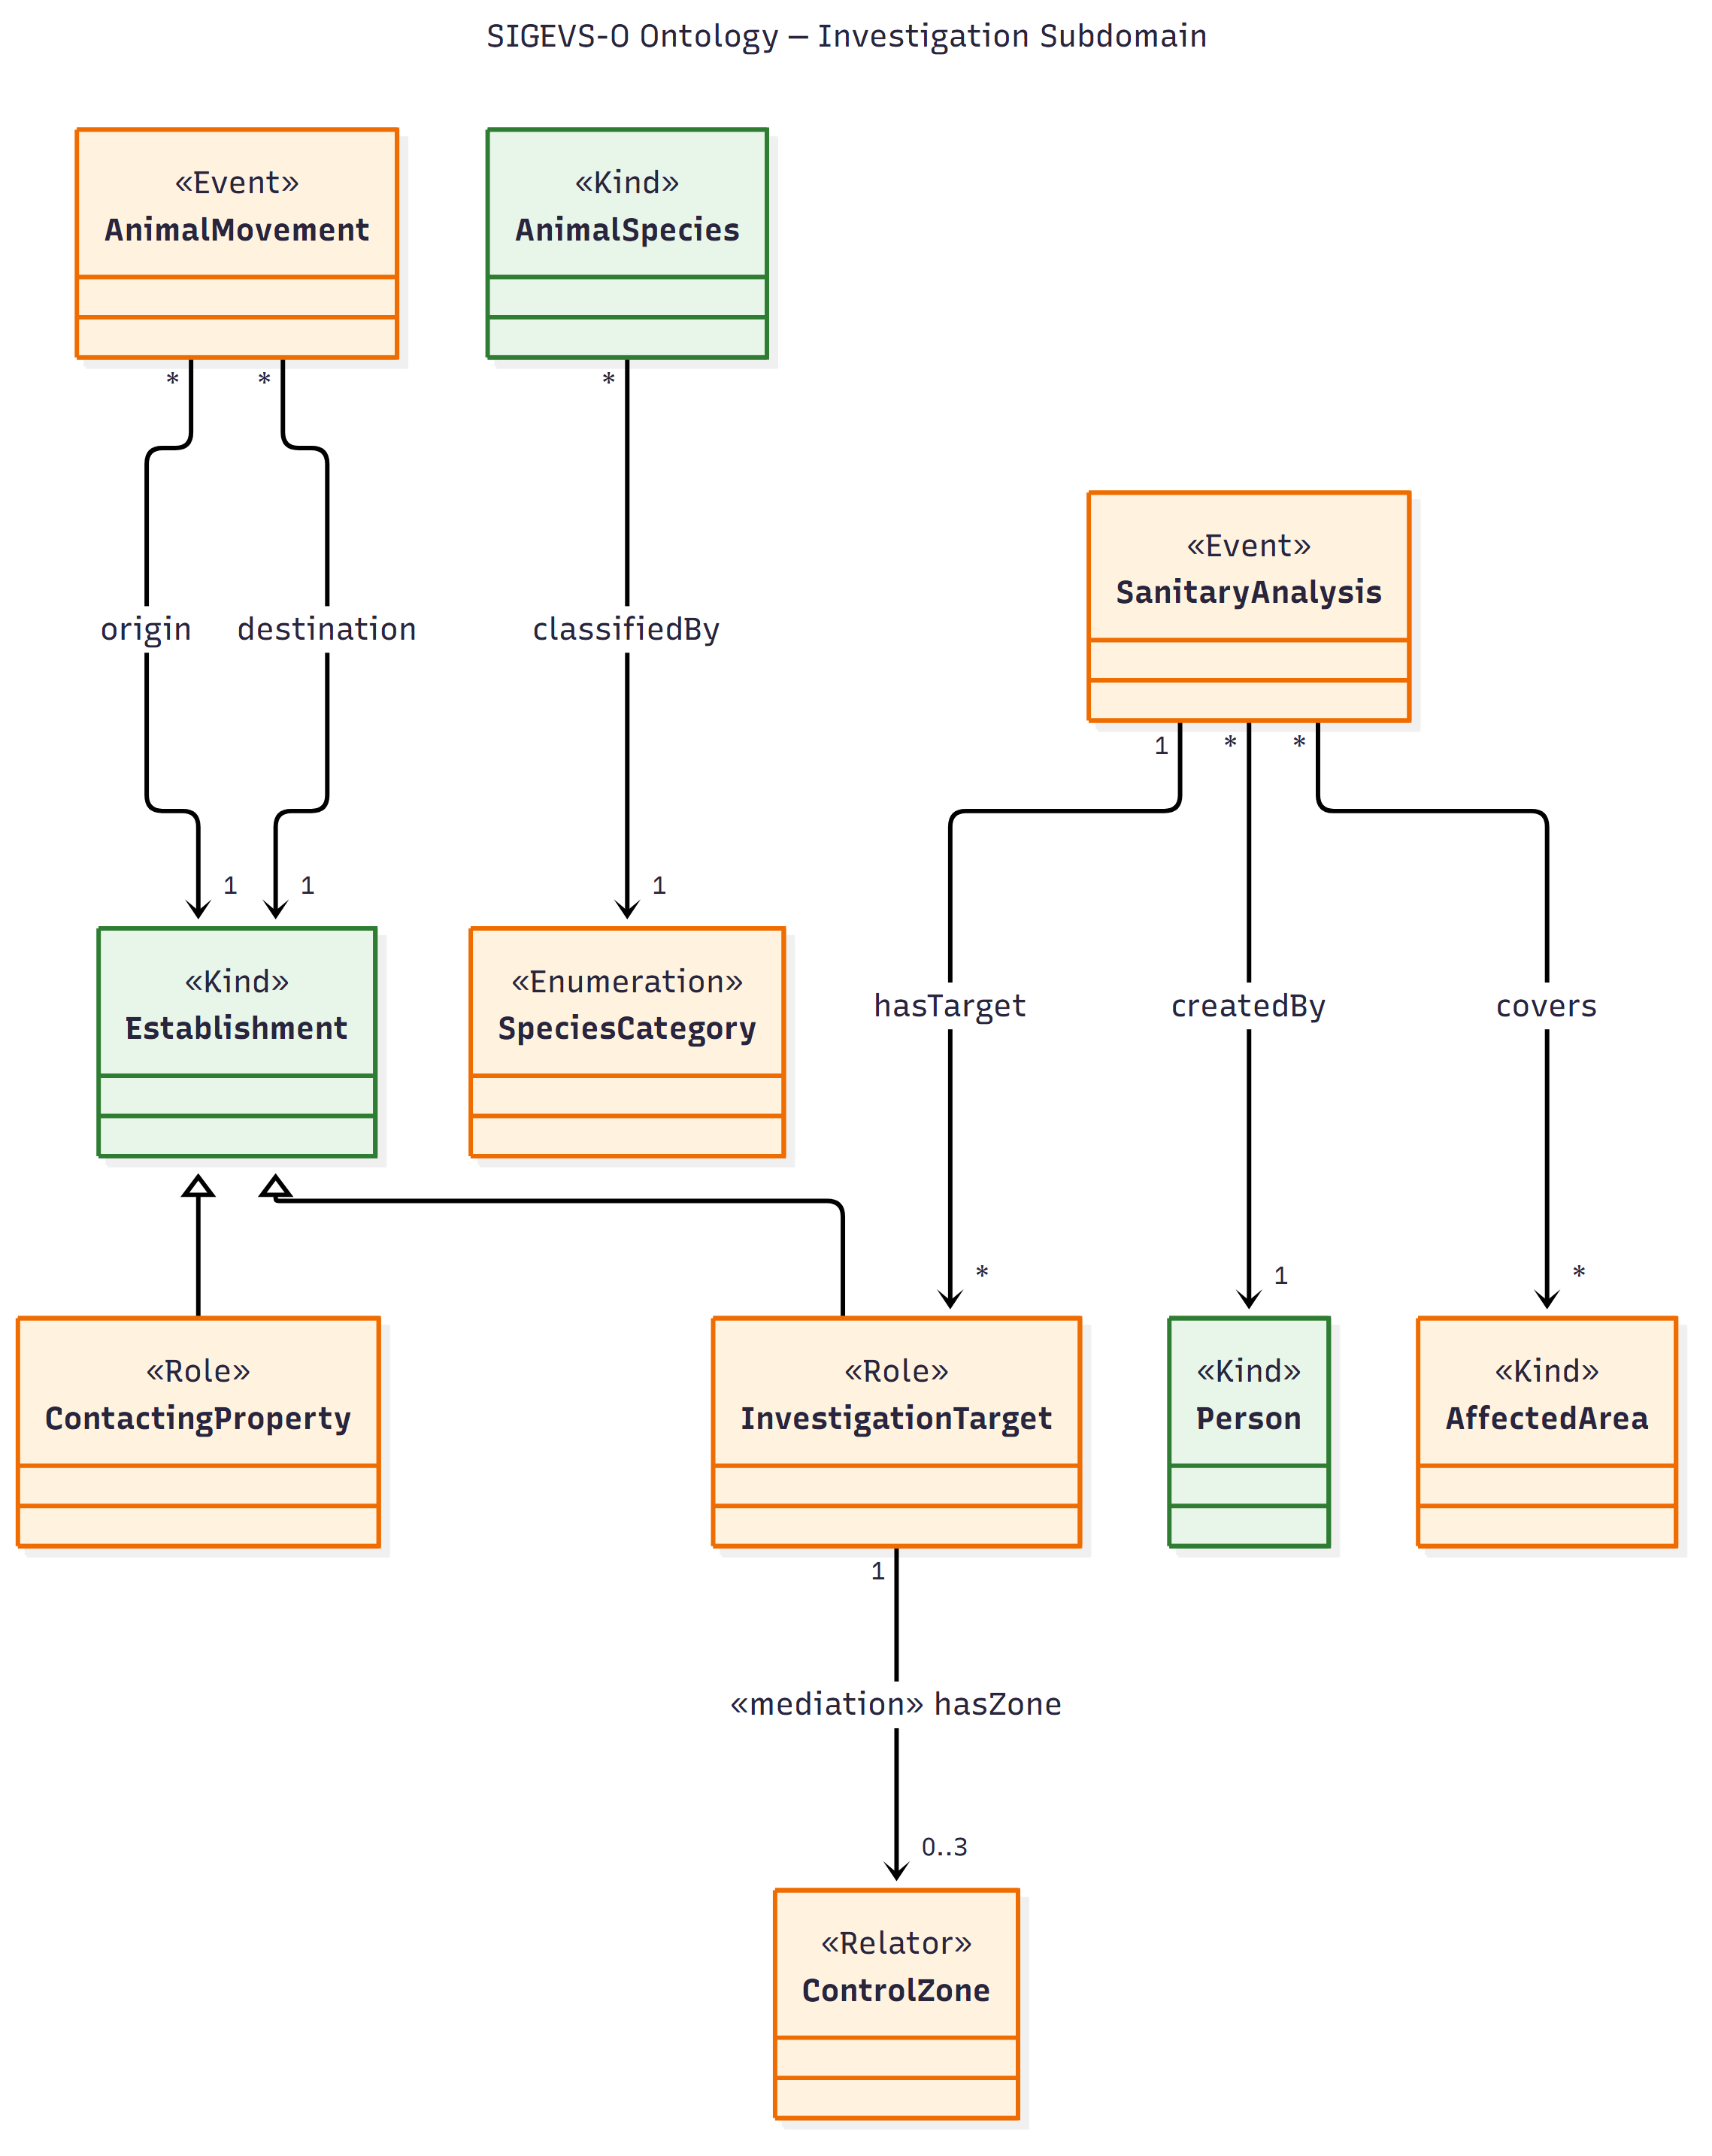 SIGEVS-O Ontology — Investigation Subdomain
«Event»
AnimalMovement
«Kind»
AnimalSpecies
*
*
*
«Event»
SanitaryAnalysis
origin
destination
classifiedBy
1
*
*
1
1
1
«Kind»
Establishment
«Enumeration»
SpeciesCategory
hasTarget
createdBy
covers
*
1
*
«Role»
ContactingProperty
«Role»
InvestigationTarget
«Kind»
Person
«Kind»
AffectedArea
1
«mediation» hasZone
0..3
«Relator»
ControlZone